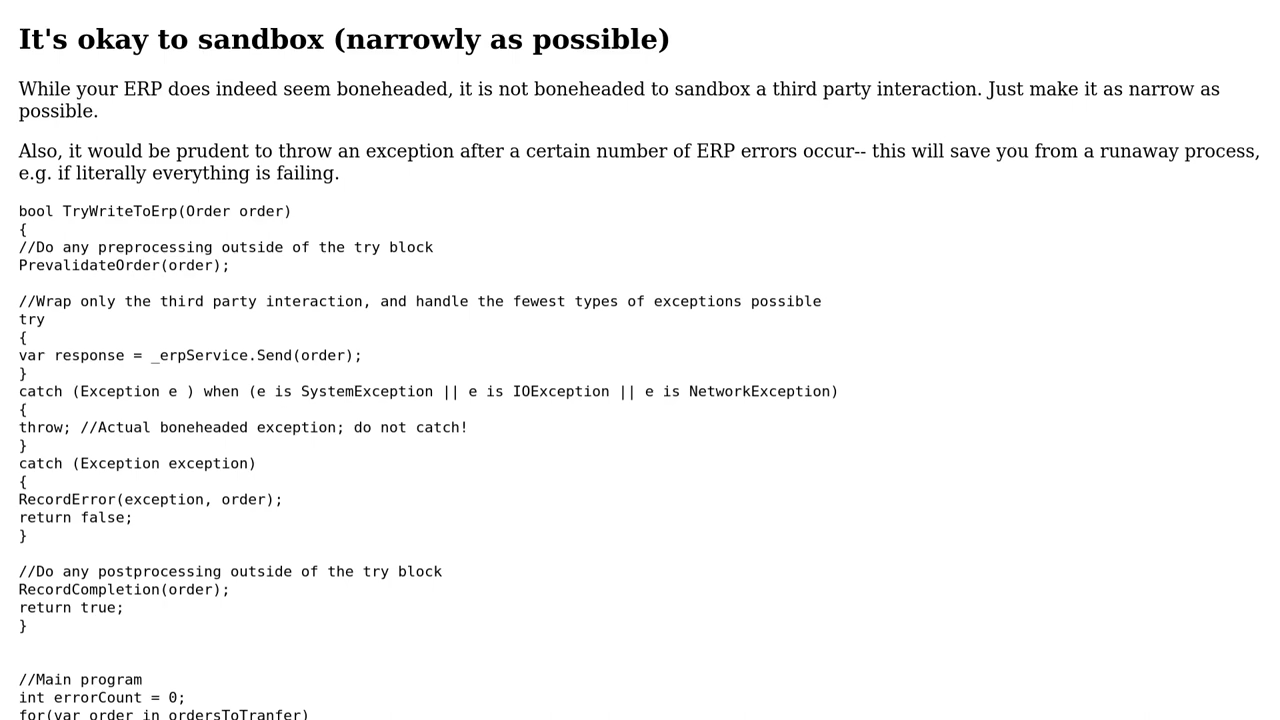 It's okay to sandbox (narrowly as possible)
While your ERP does indeed seem boneheaded, it is not boneheaded to sandbox a third party interaction. Just make it as narrow as
possible.
Also, it would be prudent to throw an exception after a certain number of ERP errors occur-- this will save you from a runaway process,
e.g. if literally everything is failing.
bool TryWriteToErp(Order order)
{
//Do any preprocessing outside of the try block
PrevalidateOrder(order);
//Wrap only the third party interaction, and handle the fewest types of exceptions possible
try
{
var response = _erpService.Send(order);
}
catch (Exception e ) when (e is SystemException || e is IOException || e is NetworkException)
{
throw; //Actual boneheaded exception; do not catch!
}
catch (Exception exception)
{
RecordError(exception, order);
return false;
}
//Do any postprocessing outside of the try block
RecordCompletion(order);
return true;
}
//Main program
int errorCount = 0;
for(var order in ordersToTranfer)